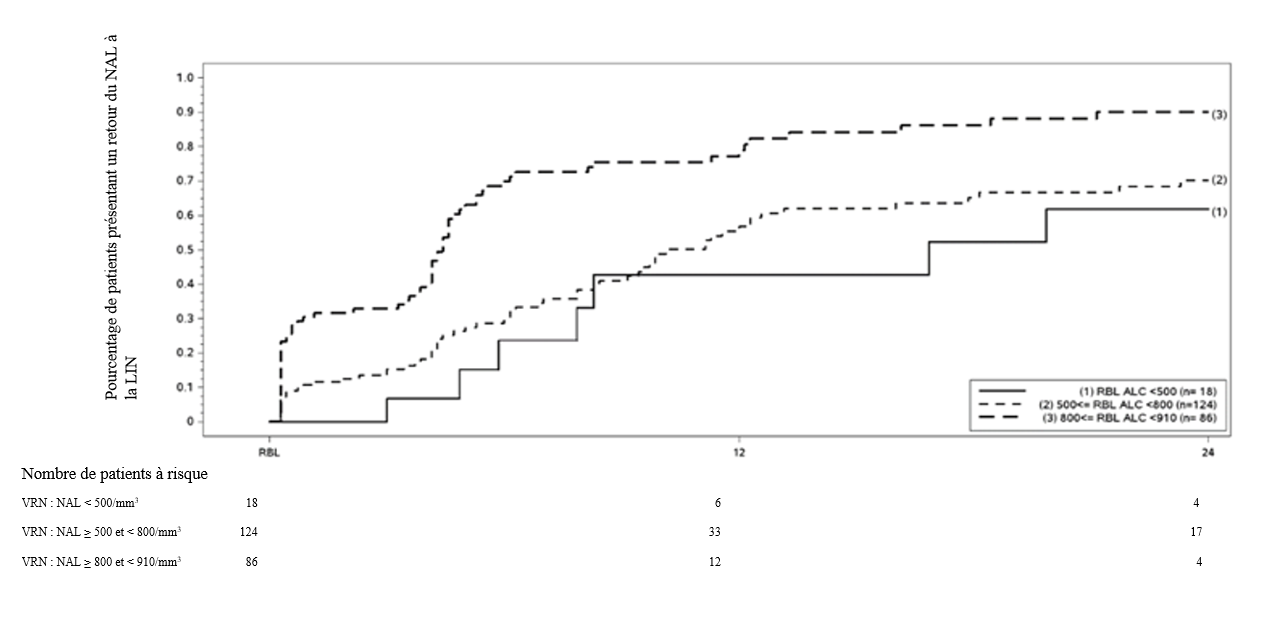 Pourcentage de patients présentant un retour du NAL à
la LIN
1.0
0.9
0.8
0.7
0.6
0.5
0.4
0.3
0.2
0.1
0
(3)
(2)
(1)
(1) RBL ALC <500 (n= 18)
(2) 500<= RBL ALC <800 (n=124)
(3) 800<= RBL ALC <910 (n= 86)
RBL 12 24
Nombre de patients à risque
VRN : NAL < 500/mm³ 18 6 4
VRN : NAL ≥ 500 et < 800/mm³ 124 33 17
VRN : NAL ≥ 800 et < 910/mm³ 86 12 4